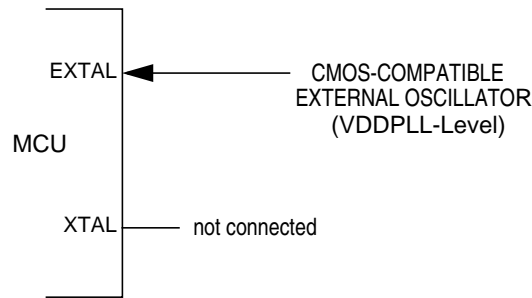 EXTAL
CMOS-COMPATIBLE
EXTERNAL OSCILLATOR
(VDDPLL-Level)
MCU
XTAL
not connected